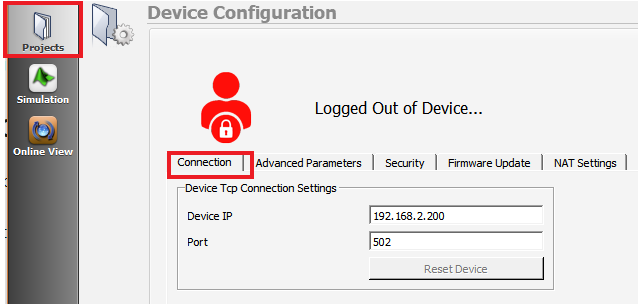 Device Configuration
Projects
Simulation
Online View
Logged Out of Device...
Connection
Advanced Parameters
Security
Firmware Update
NAT Settings
Device Tcp Connection Settings
Device IP
192.168.2.200
Port
502
Reset Device